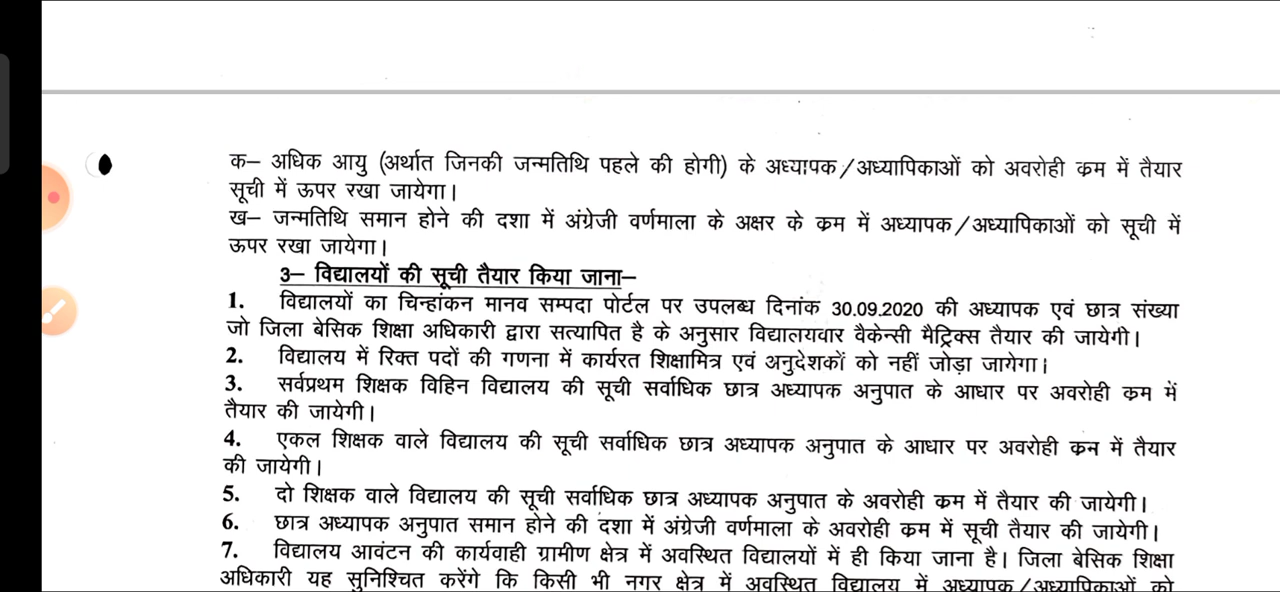 क– अधिक आयु (अर्थात जिनकी जन्मतिथि पहले की होगी) के अध्यापक/अध्यापिकाओं को अवरोही क्रम में तैयार
सूची में ऊपर रखा जायेगा।
ख– जन्मतिथि समान होने की दशा में अंग्रेजी वर्णमाला के अक्षर के क्रम में अध्यापक/अध्यापिकाओं को सूची में
ऊपर रखा जायेगा।
3– विद्यालयों की सूची तैयार किया जाना–
1. विद्यालयों का चिन्हांकन मानव सम्पदा पोर्टल पर उपलब्ध दिनांक 30.09.2020 की अध्यापक एवं छात्र संख्या
जो जिला बेसिक शिक्षा अधिकारी द्वारा सत्यापित है के अनुसार विद्यालयवार वैकेन्सी मैट्रिक्स तैयार की जायेगी।
2. विद्यालय में रिक्त पदों की गणना में कार्यरत शिक्षामित्र एवं अनुदेशकों को नहीं जोड़ा जायेगा।
3. सर्वप्रथम शिक्षक विहिन विद्यालय की सूची सर्वाधिक छात्र अध्यापक अनुपात के आधार पर अवरोही क्रम में
तैयार की जायेगी।
4. एकल शिक्षक वाले विद्यालय की सूची सर्वाधिक छात्र अध्यापक अनुपात के आधार पर अवरोही क्रम में तैयार
की जायेगी।
5. दो शिक्षक वाले विद्यालय की सूची सर्वाधिक छात्र अध्यापक अनुपात के अवरोही क्रम में तैयार की जायेगी।
6. छात्र अध्यापक अनुपात समान होने की दशा में अंग्रेजी वर्णमाला के अवरोही क्रम में सूची तैयार की जायेगी।
7. विद्यालय आवंटन की कार्यवाही ग्रामीण क्षेत्र में अवस्थित विद्यालयों में ही किया जाना है। जिला बेसिक शिक्षा
अधिकारी यह सुनिश्चित करेंगे कि किसी भी नगर क्षेत्र में अवस्थित विद्यालय में अध्यापक/अध्यापिकाओं को